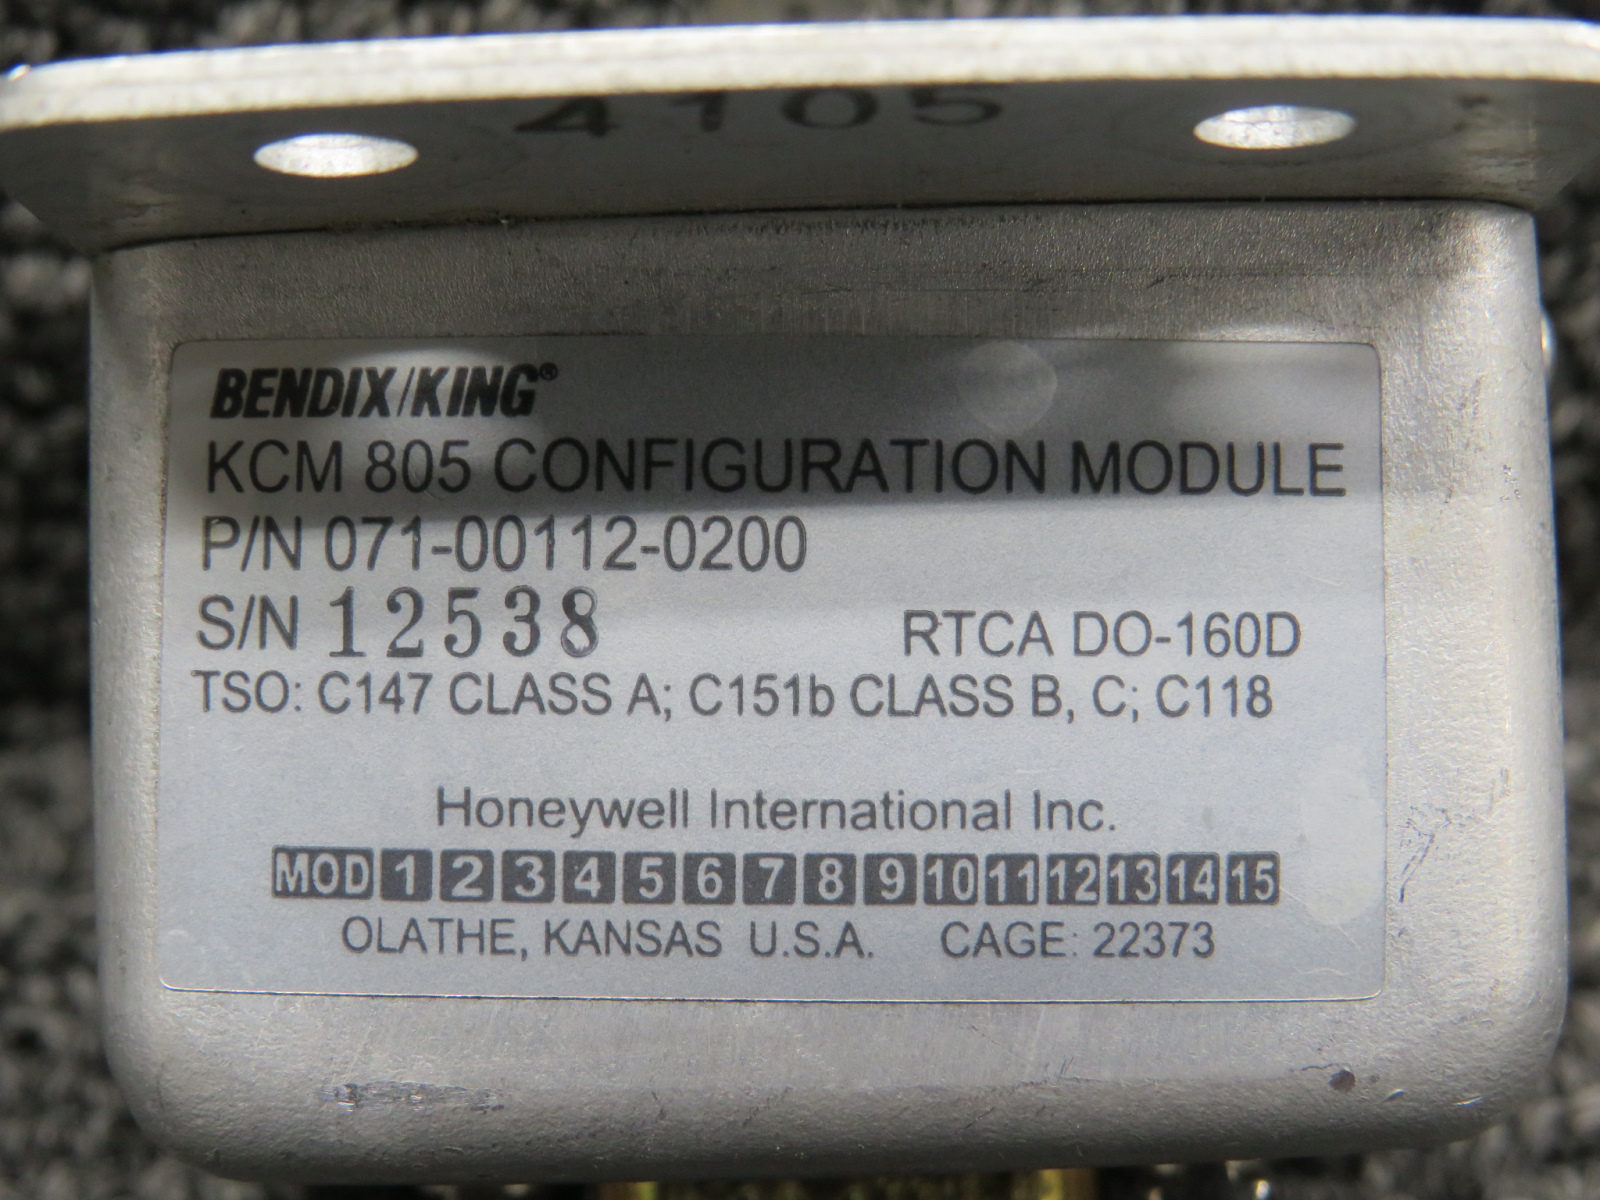 4105
BENDIX/KING®
KCM 805 CONFIGURATION MODULE
P/N 071-00112-0200
S/N 12538 RTCA DO-160D
TSO: C147 CLASS A; C151b CLASS B, C; C118
Honeywell International Inc.
MOD 1 2 3 4 5 6 7 8 9 10 11 12 13 14 15
OLATHE, KANSAS U.S.A. CAGE: 22373